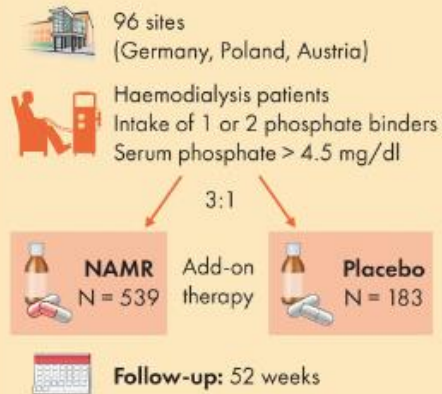 96 sites
(Germany, Poland, Austria)
Haemodialysis patients
Intake of 1 or 2 phosphate binders
Serum phosphate > 4.5 mg/dl
3:1
NAMR
N = 539
Add-on
therapy
Placebo
N = 183
Follow-up: 52 weeks